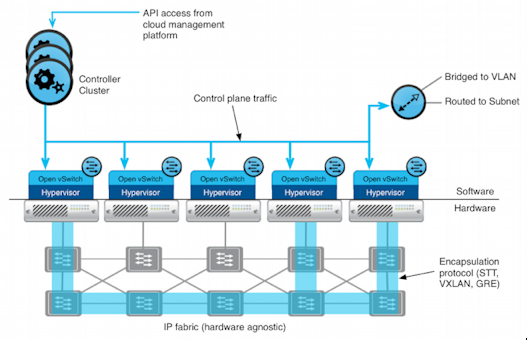 API access from
cloud management
platform
Controller
Cluster
Control plane traffic
Bridged to VLAN
Routed to Subnet
Open vSwitch
Hypervisor
Open vSwitch
Hypervisor
Open vSwitch
Hypervisor
Open vSwitch
Hypervisor
Open vSwitch
Hypervisor
Software
Hardware
Encapsulation
protocol (STT,
VXLAN, GRE)
IP fabric (hardware agnostic)